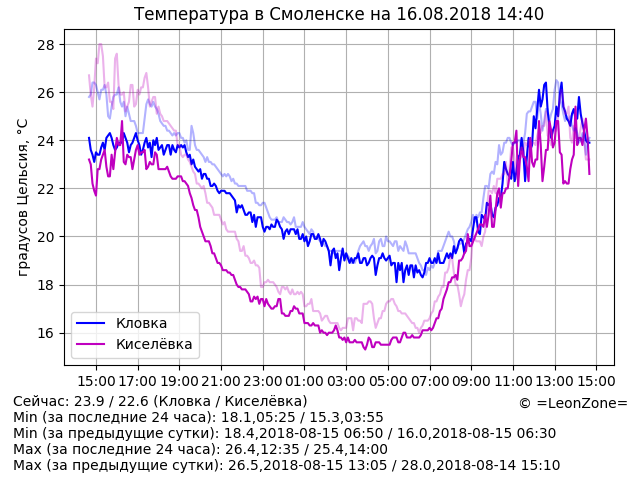 Температура в Смоленске на 16.08.2018 14:40
градусов Цельсия, °C
28
26
24
22
20
18
16
Кловка
Киселёвка
15:00 17:00 19:00 21:00 23:00 01:00 03:00 05:00 07:00 09:00 11:00 13:00 15:00
© =LeonZone=
Сейчас: 23.9 / 22.6 (Кловка / Киселёвка)
Min (за последние 24 часа): 18.1,05:25 / 15.3,03:55
Min (за предыдущие сутки): 18.4,2018-08-15 06:50 / 16.0,2018-08-15 06:30
Max (за последние 24 часа): 26.4,12:35 / 25.4,14:00
Max (за предыдущие сутки): 26.5,2018-08-15 13:05 / 28.0,2018-08-14 15:10